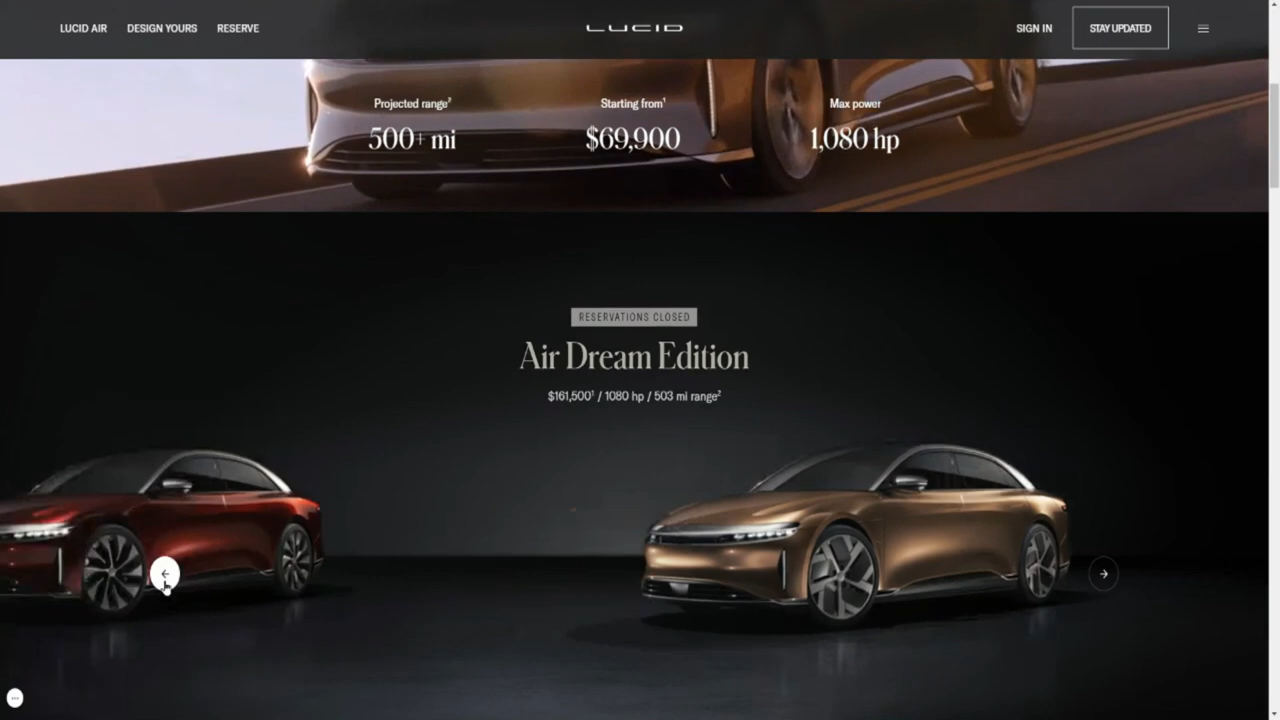 LUCID AIR DESIGN YOURS RESERVE LUCID SIGN IN STAY UPDATED
Projected range² Starting from¹ Max power
500+ mi $69,900 1,080 hp
RESERVATIONS CLOSED
Air Dream Edition
$161,500¹ / 1080 hp / 503 mi range²